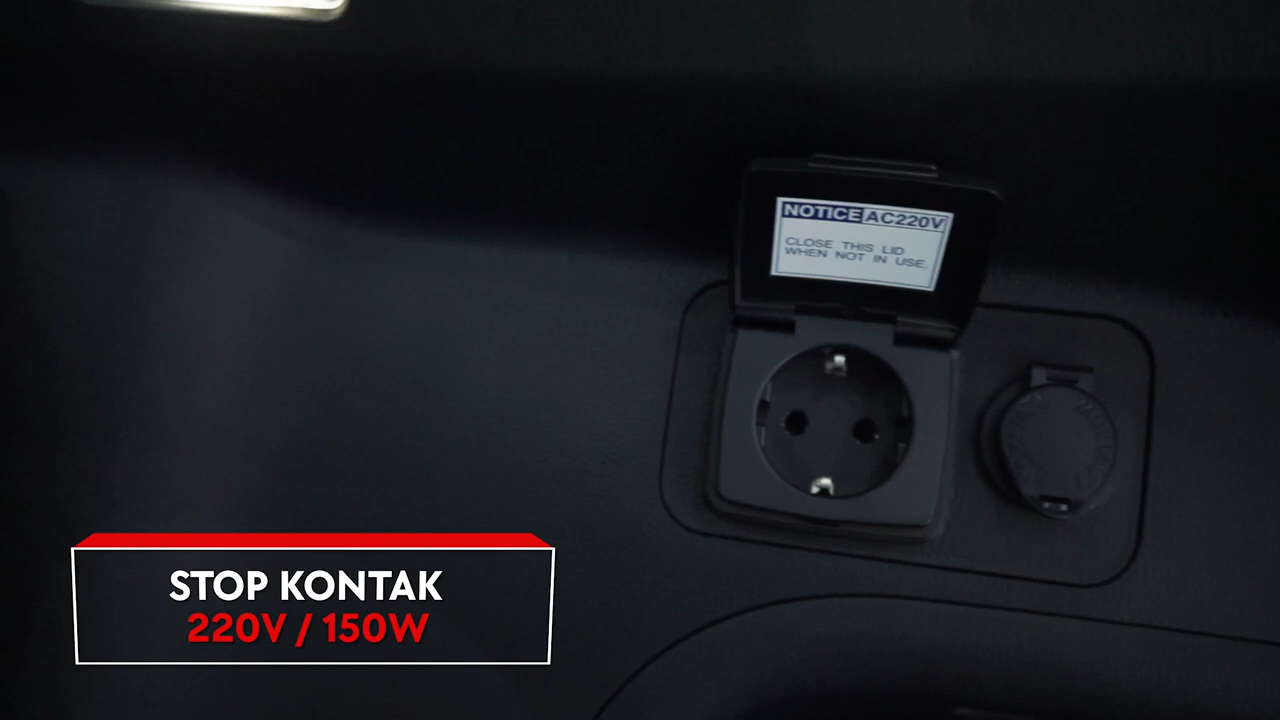 NOTICE AC220V
CLOSE THIS LID
WHEN NOT IN USE.
STOP KONTAK
220V / 150W